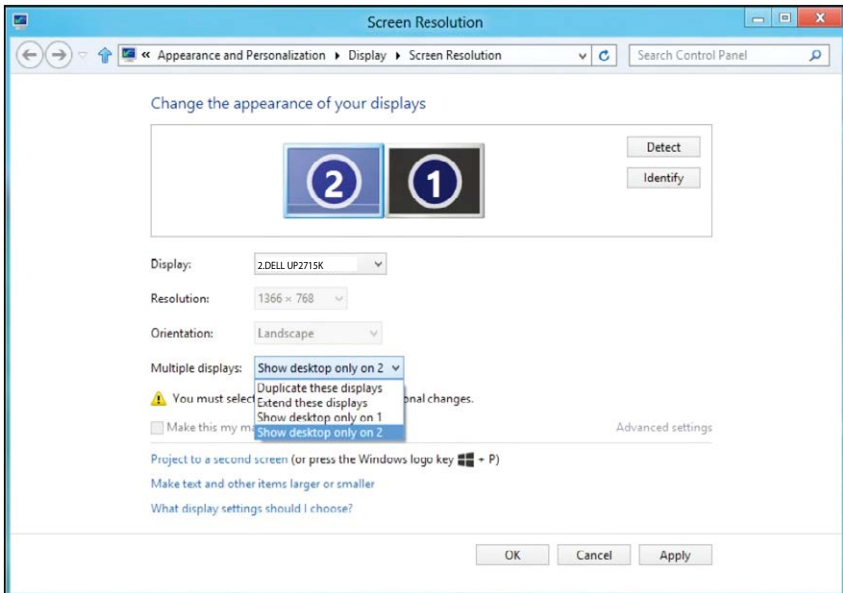 Screen Resolution
« Appearance and Personalization Display Screen Resolution
Search Control Panel
Change the appearance of your displays
2 1
Detect
Identify
Display: 2.DELL UP2715K
Resolution: 1366 × 768
Orientation: Landscape
Multiple displays: Show desktop only on 2
Duplicate these displays
You must select onal changes.
Extend these displays
Show desktop only on 1
Make this my ma Advanced settings
Show desktop only on 2
Project to a second screen (or press the Windows logo key + P)
Make text and other items larger or smaller
What display settings should I choose?
OK Cancel Apply